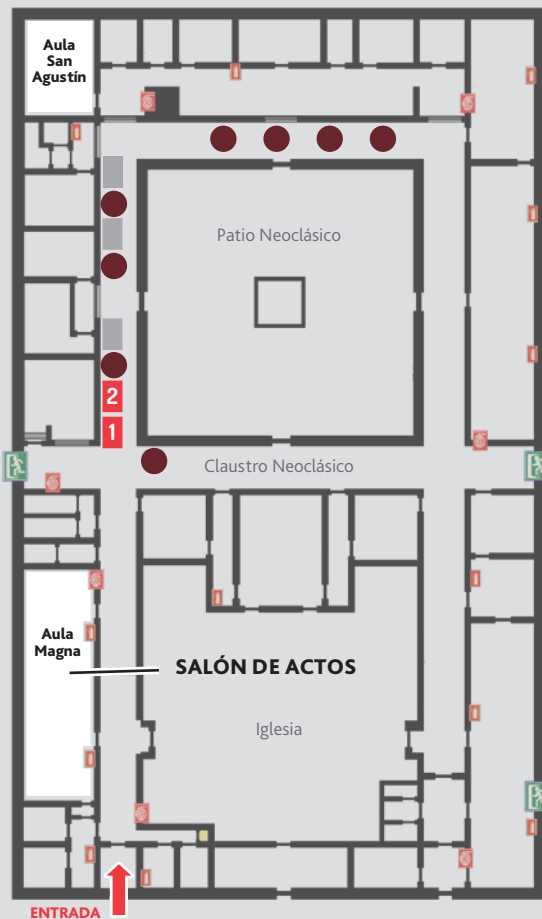 Aula
San
Agustín
Patio Neoclásico
2
1
Claustro Neoclásico
Aula
Magna
SALÓN DE ACTOS
Iglesia
ENTRADA